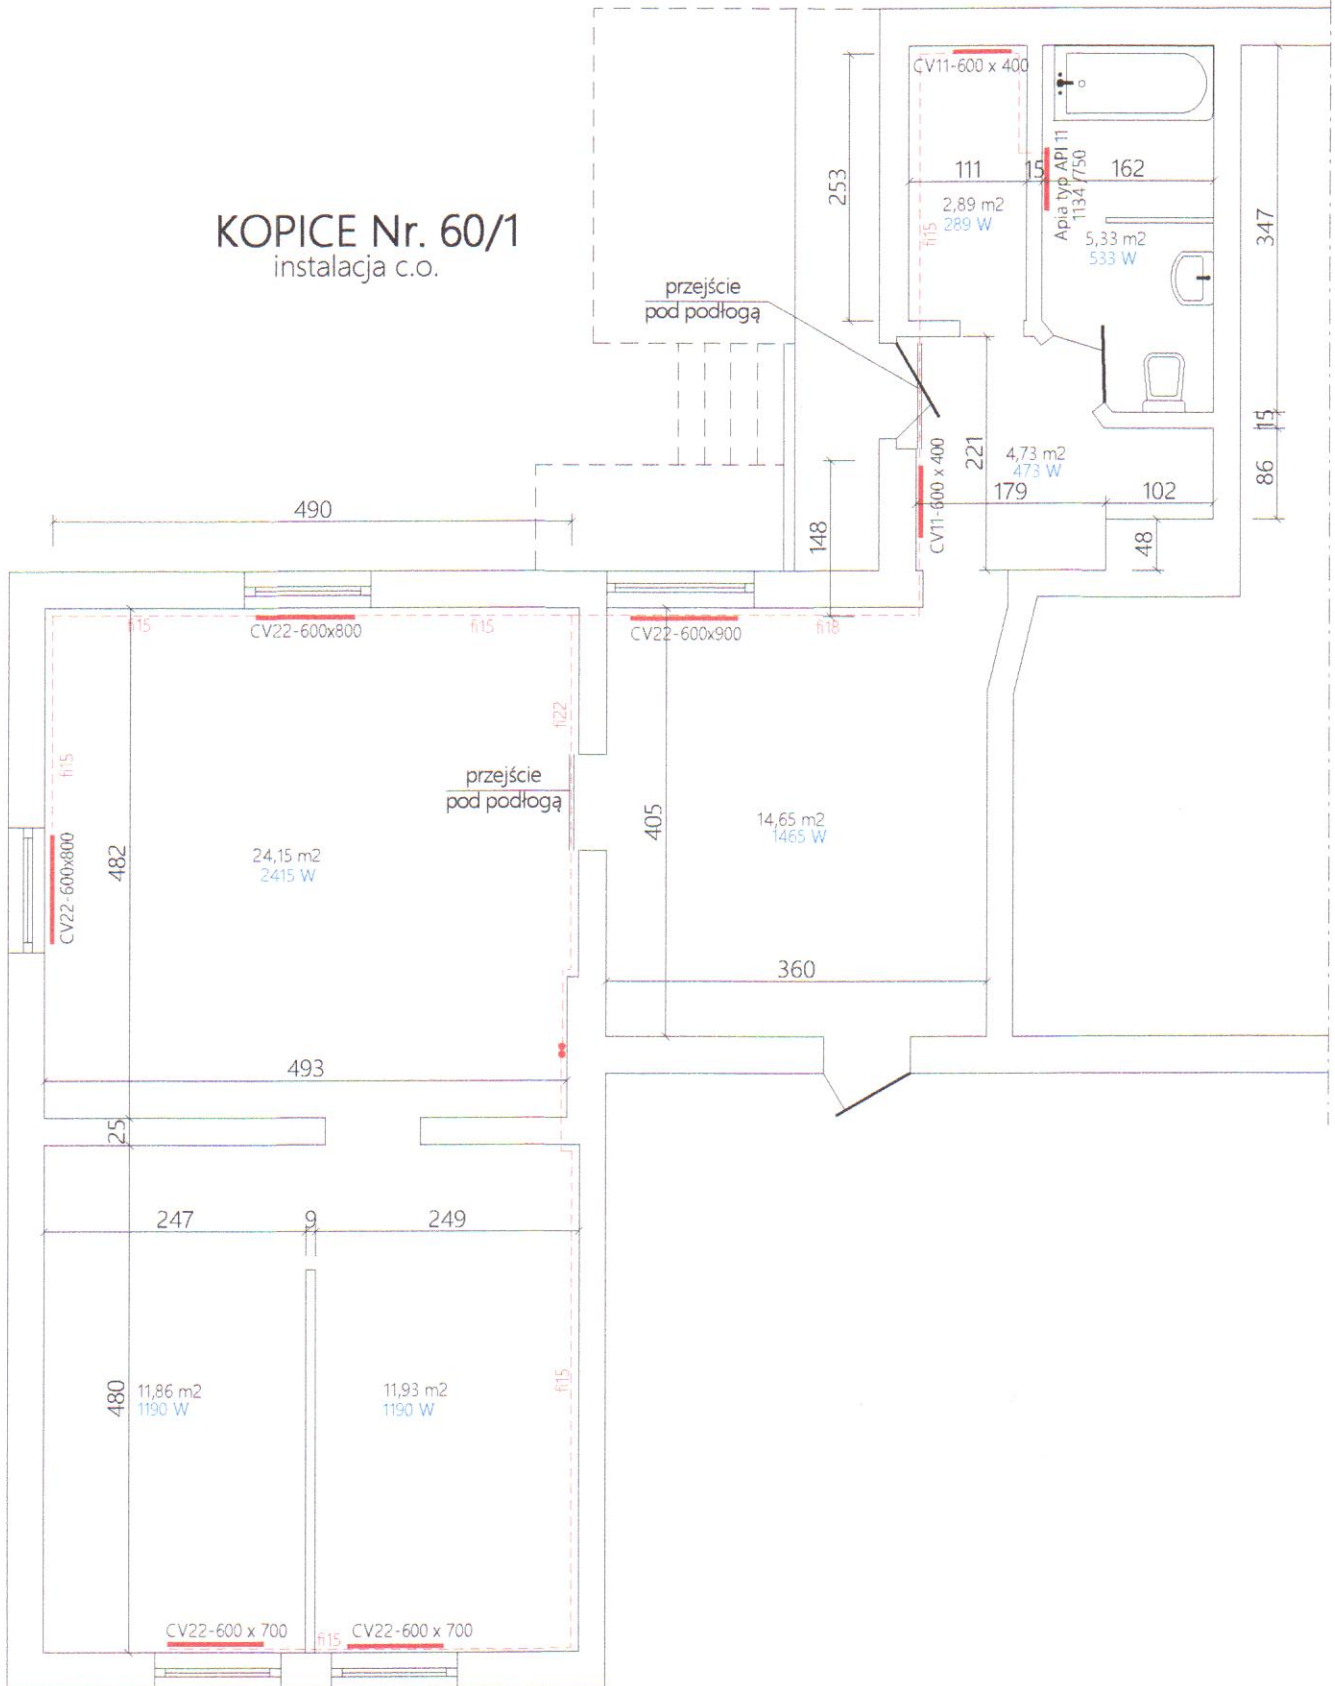 KOPICE Nr. 60/1
instalacja c.o.
CV11-600 x 400
Apia typ API 11
1134 /750
253
111
15
162
2,89 m2
289 W
5,33 m2
533 W
fi15
347
przejście
pod podłogą
221
4,73 m2
473 W
15
86
179
102
48
CV11-600 x 400
148
490
fi15
CV22-600x800
fi15
CV22-600x900
fi18
fi22
fi15
przejście
pod podłogą
405
14,65 m2
1465 W
482
24,15 m2
2415 W
CV22-600x800
360
493
25
247
9
249
480
11,86 m2
1190 W
11,93 m2
1190 W
fi15
CV22-600 x 700
fi15
CV22-600 x 700